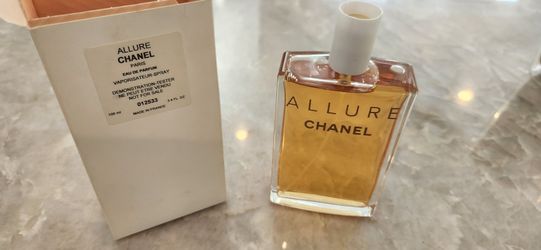 ALLURE
CHANEL
PARIS
EAU DE PARFUM
VAPORISATEUR-SPRAY
DEMONSTRATION-TESTER
NE PEUT ETRE VENDU
NOT FOR SALE
012533
100 ml 3.4 FL. OZ
MADE IN FRANCE
ALLURE
CHANEL